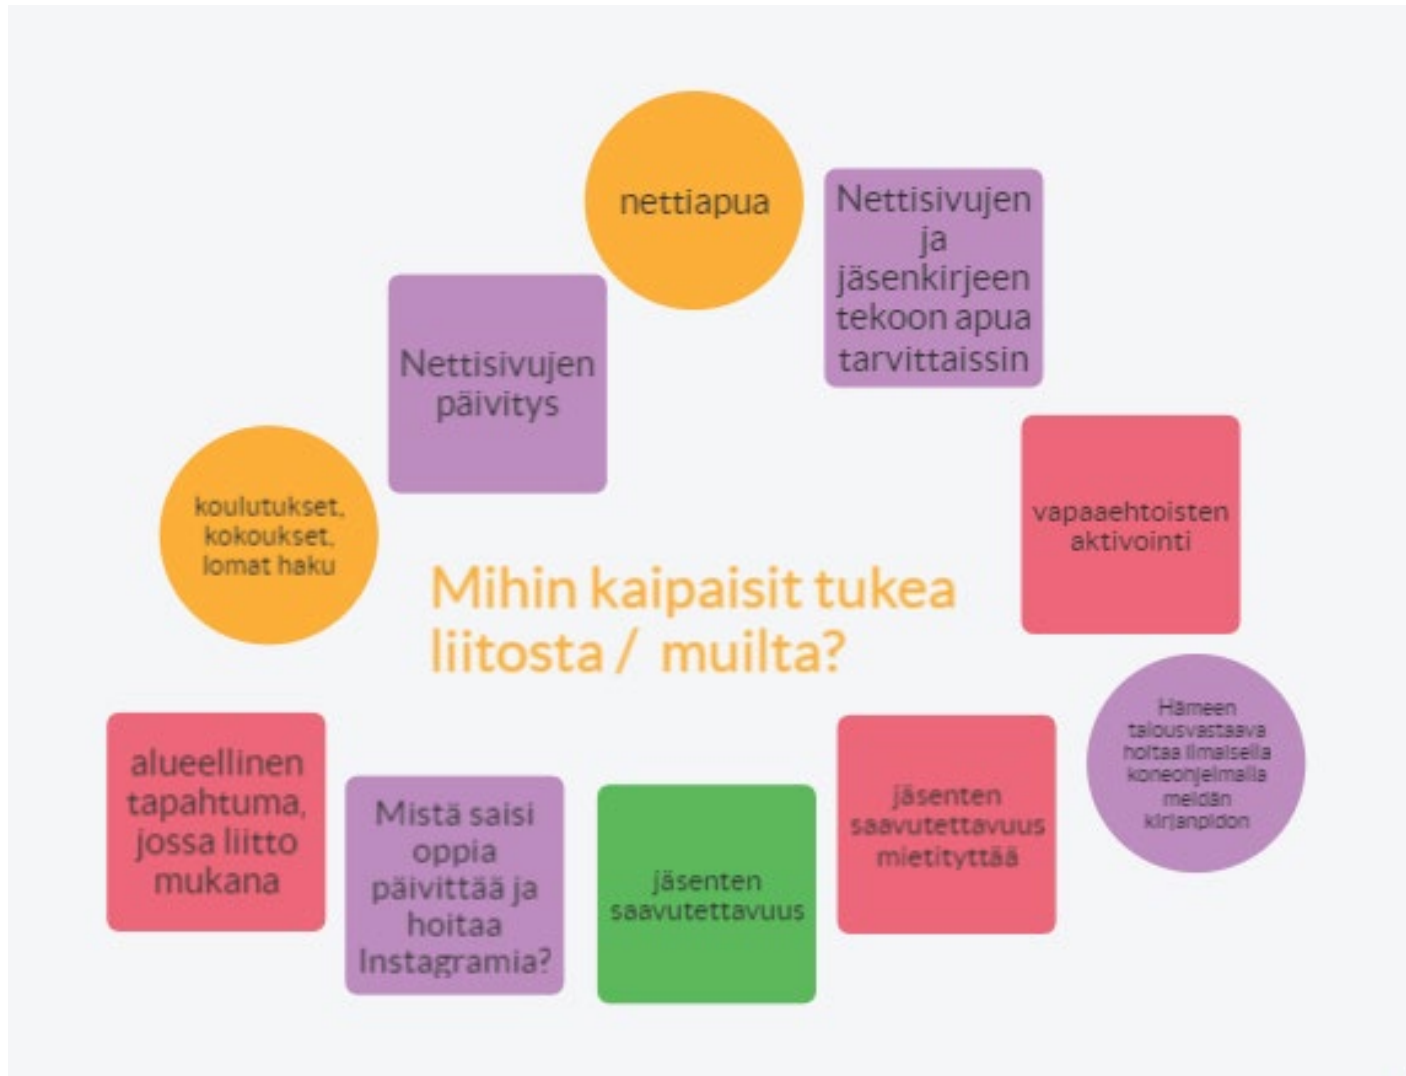 nettiapua
Nettisivujen
ja
jäsenkirjeen
tekoon apua
tarvittaissin
Nettisivujen
päivitys
koulutukset,
kokoukset,
lomat haku
vapaaehtoisten
aktivointi
Mihin kaipaisit tukea
liitosta / muilta?
Hämeen
talousvastaava
hoitaa ilmaisella
koneohjelmalla
meidän
kirjanpidon
alueellinen
tapahtuma,
jossa liitto
mukana
Mistä saisi
oppia
päivittää ja
hoitaa
Instagramia?
jäsenten
saavutettavuus
jäsenten
saavutettavuus
mietityttää